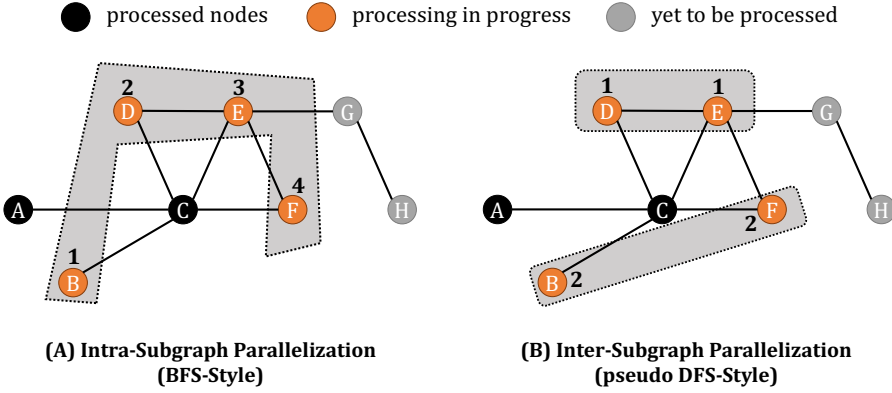 processed nodes processing in progress yet to be processed
2 3
D E G
4
A C F H
1
B
(A) Intra-Subgraph Parallelization
(BFS-Style)
1 1
D E G
A C F H
2
B 2
(B) Inter-Subgraph Parallelization
(pseudo DFS-Style)